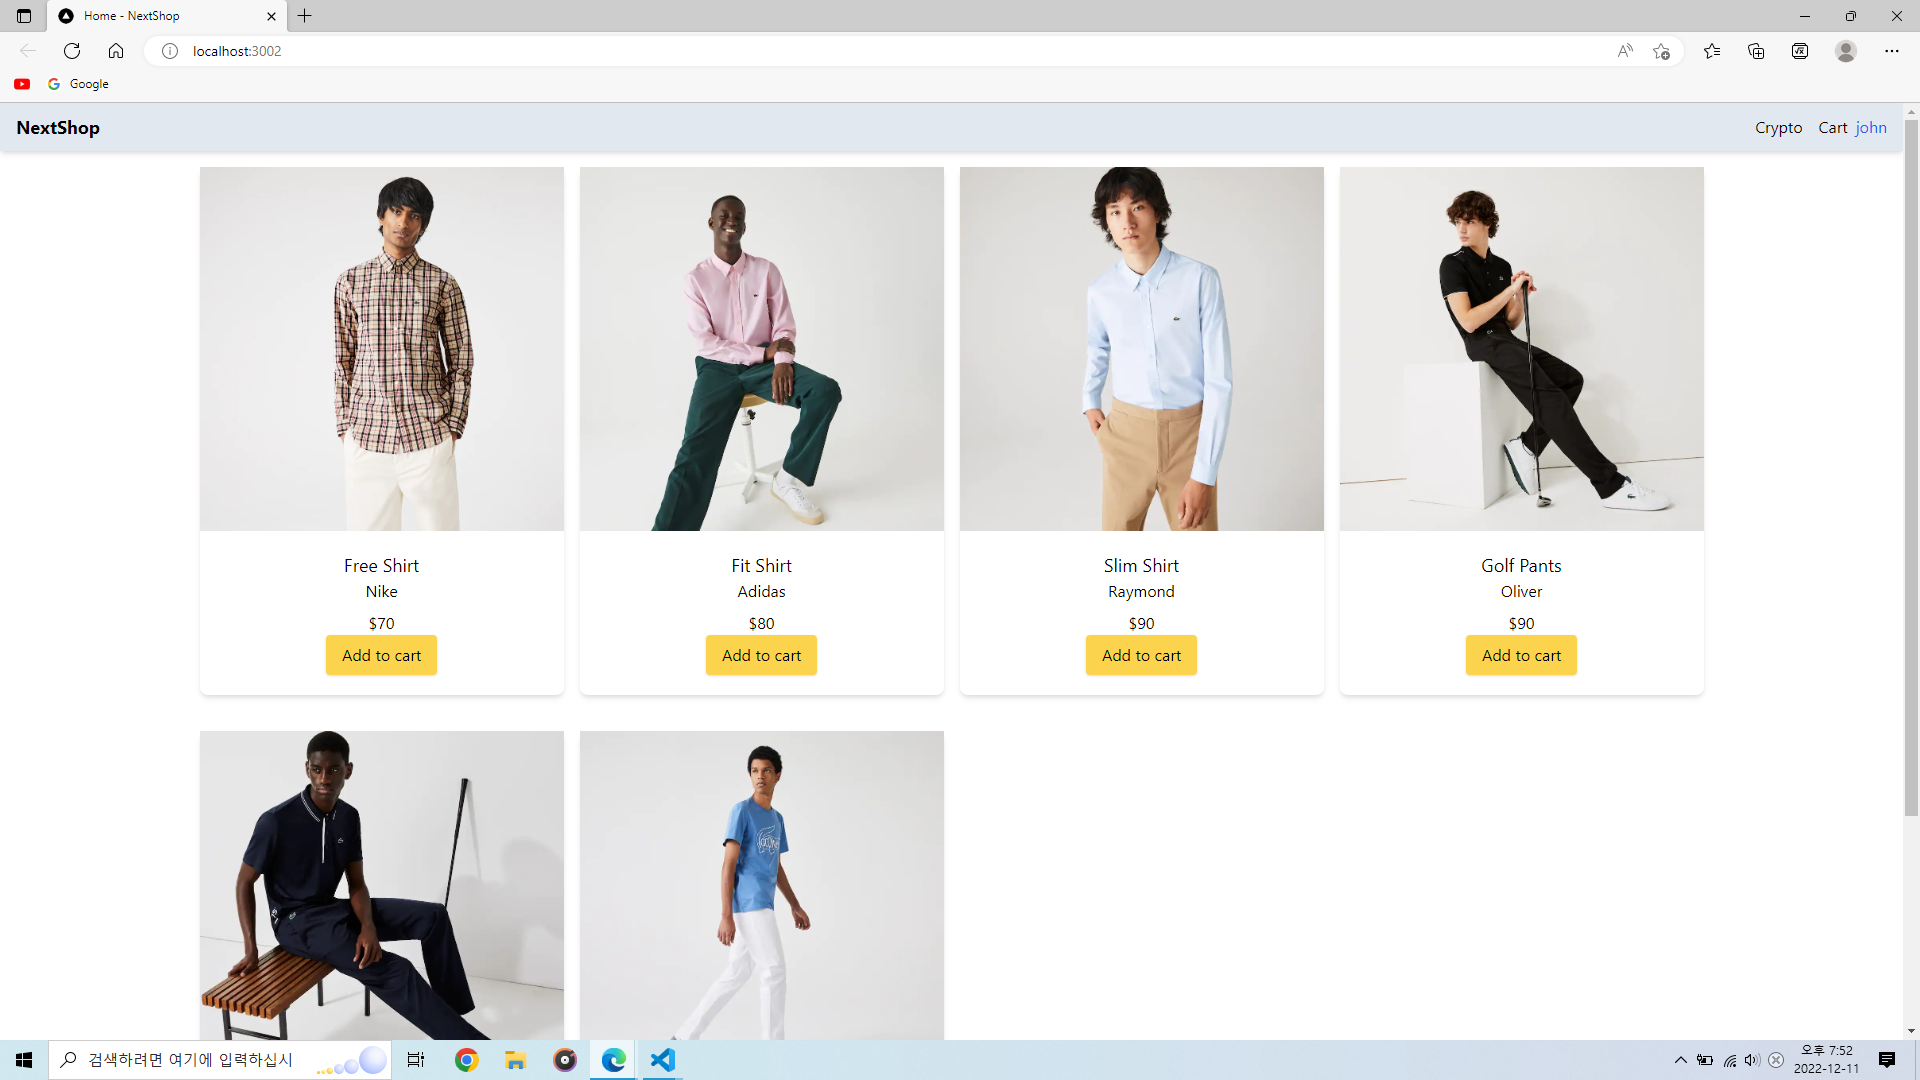 Home - NextShop
localhost:3002
Google
NextShop
Crypto Cart john
Free Shirt
Nike
$70
Add to cart
Fit Shirt
Adidas
$80
Add to cart
Slim Shirt
Raymond
$90
Add to cart
Golf Pants
Oliver
$90
Add to cart
검색하려면 여기에 입력하십시
오후 7:52
2022-12-11